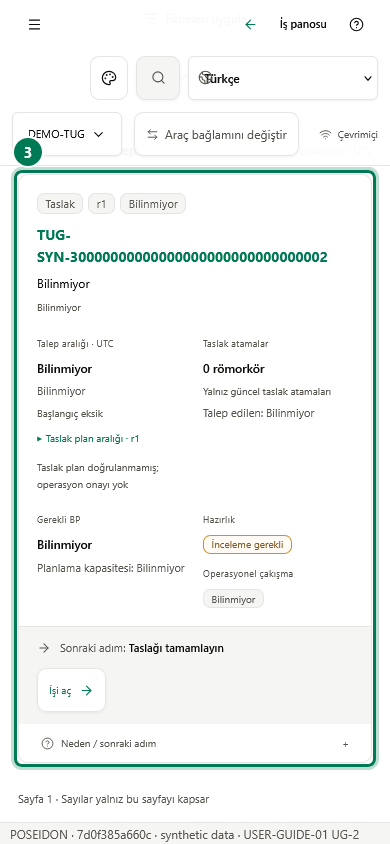 İş panosu
Türkçe
DEMO-TUG
Araç bağlamını değiştir
Çevrimiçi
3
Taslak
r1
Bilinmiyor
TUG-
SYN-30000000000000000000000000000002
Bilinmiyor
Bilinmiyor
Talep aralığı · UTC
Bilinmiyor
Bilinmiyor
Başlangıç eksik
▸ Taslak plan aralığı · r1
Taslak plan doğrulanmamış;
operasyon onayı yok
Taslak atamalar
0 römorkör
Yalnız güncel taslak atamaları
Talep edilen: Bilinmiyor
Gerekli BP
Bilinmiyor
Planlama kapasitesi: Bilinmiyor
Hazırlık
İnceleme gerekli
Operasyonel çakışma
Bilinmiyor
Sonraki adım: Taslağı tamamlayın
İşi aç
Neden / sonraki adım
+
Sayfa 1 · Sayılar yalnız bu sayfayı kapsar
POSEIDON · 7d0f385a660c · synthetic data · USER-GUIDE-01 UG-2